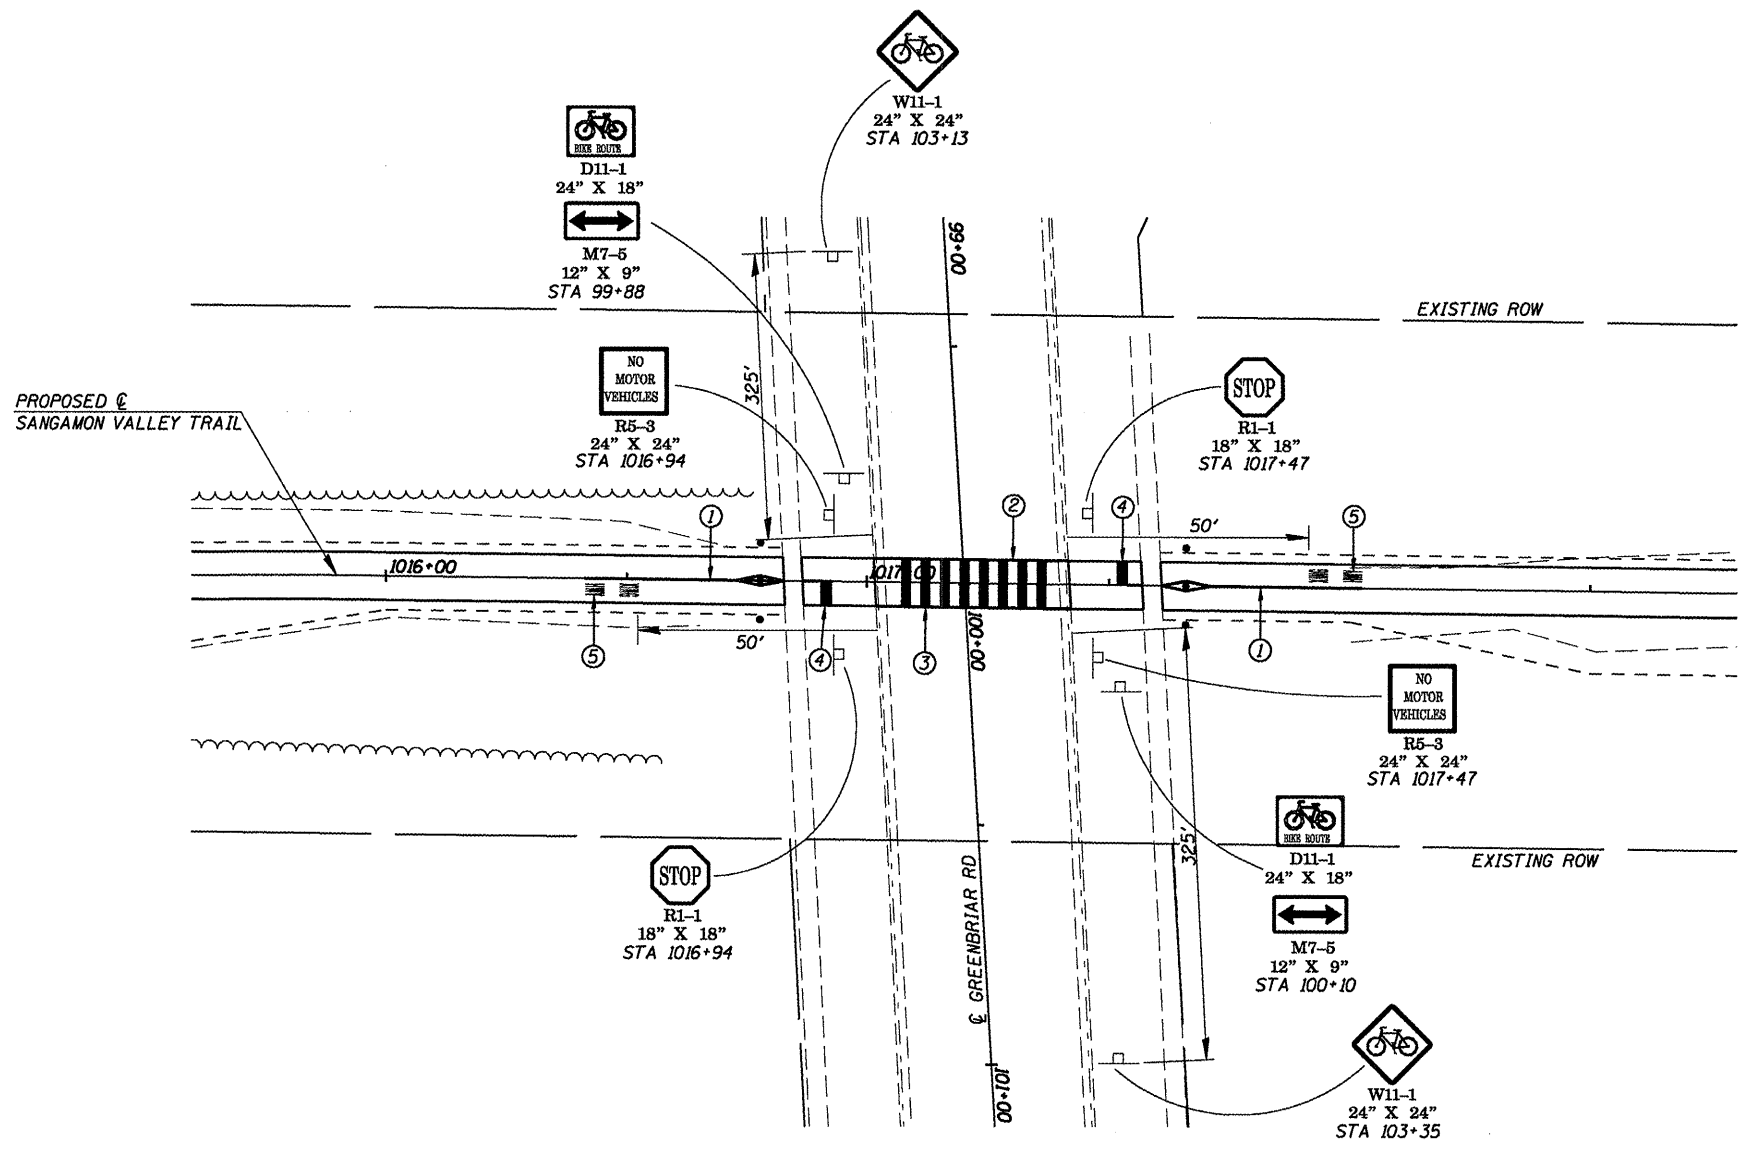 W11-1
24" X 24"
STA 103+13
BIKE ROUTE
D11-1
24" X 18"
M7-5
12" X 9"
STA 99+88
99+00
EXISTING ROW
325'
NO
MOTOR
VEHICLES
R5-3
24" X 24"
STA 1016+94
STOP
R1-1
18" X 18"
STA 1017+47
PROPOSED ℄
SANGAMON VALLEY TRAIL
1
2
4
50'
5
1016+00
1017+00
5
50'
4
3
100+00
1
NO
MOTOR
VEHICLES
R5-3
24" X 24"
STA 1017+47
325'
BIKE ROUTE
D11-1
24" X 18"
M7-5
12" X 9"
STA 100+10
EXISTING ROW
STOP
R1-1
18" X 18"
STA 1016+94
℄ GREENBRIAR RD
101+00
W11-1
24" X 24"
STA 103+35